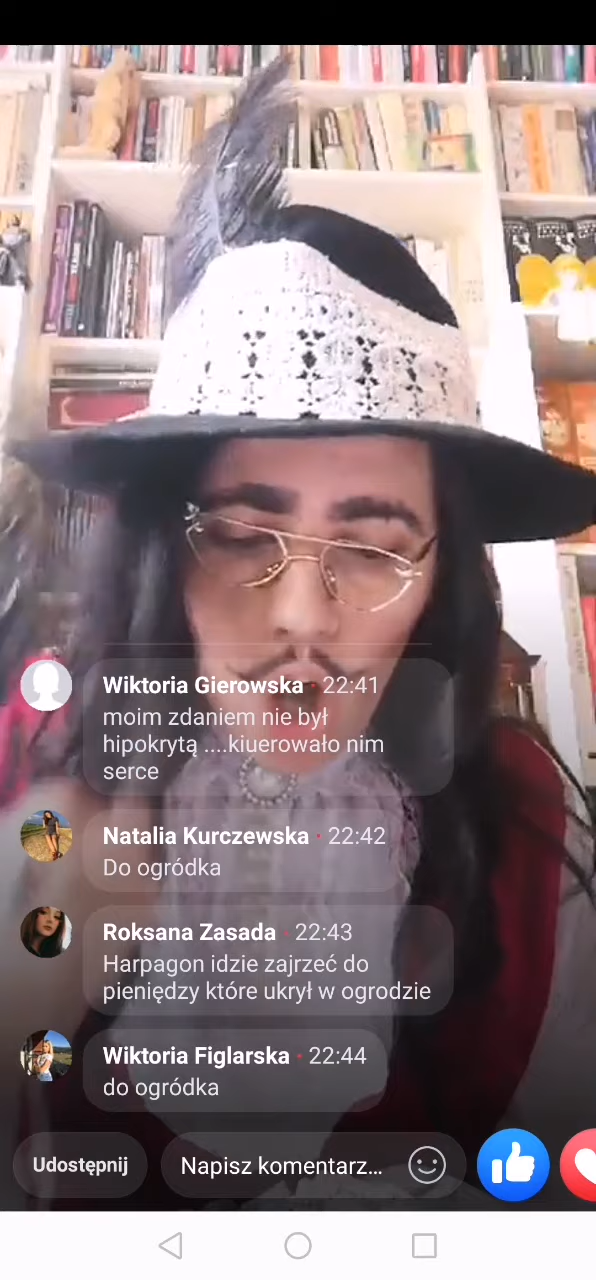 Wiktoria Gierowska · 22:41
moim zdaniem nie był
hipokrytą ....kiuerowało nim
serce
Natalia Kurczewska · 22:42
Do ogródka
Roksana Zasada · 22:43
Harpagon idzie zajrzeć do
pieniędzy które ukrył w ogrodzie
Wiktoria Figlarska · 22:44
do ogródka
Udostępnij
Napisz komentarz...